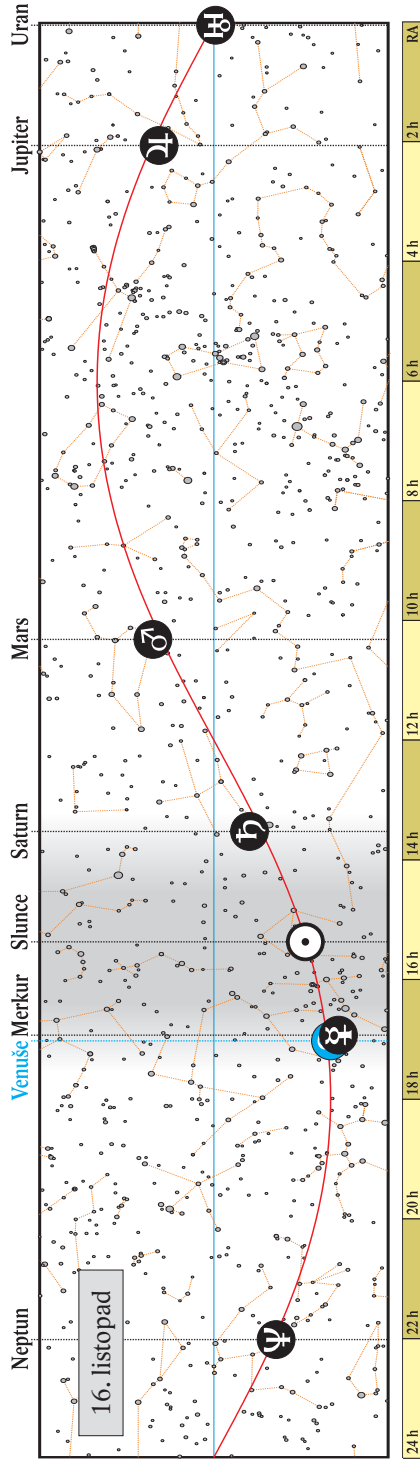 Neptun
Venuše
Merkur
Slunce
Saturn
Mars
Jupiter
Uran
16. listopad
24 h
22 h
20 h
18 h
16 h
14 h
12 h
10 h
8 h
6 h
4 h
2 h
RA